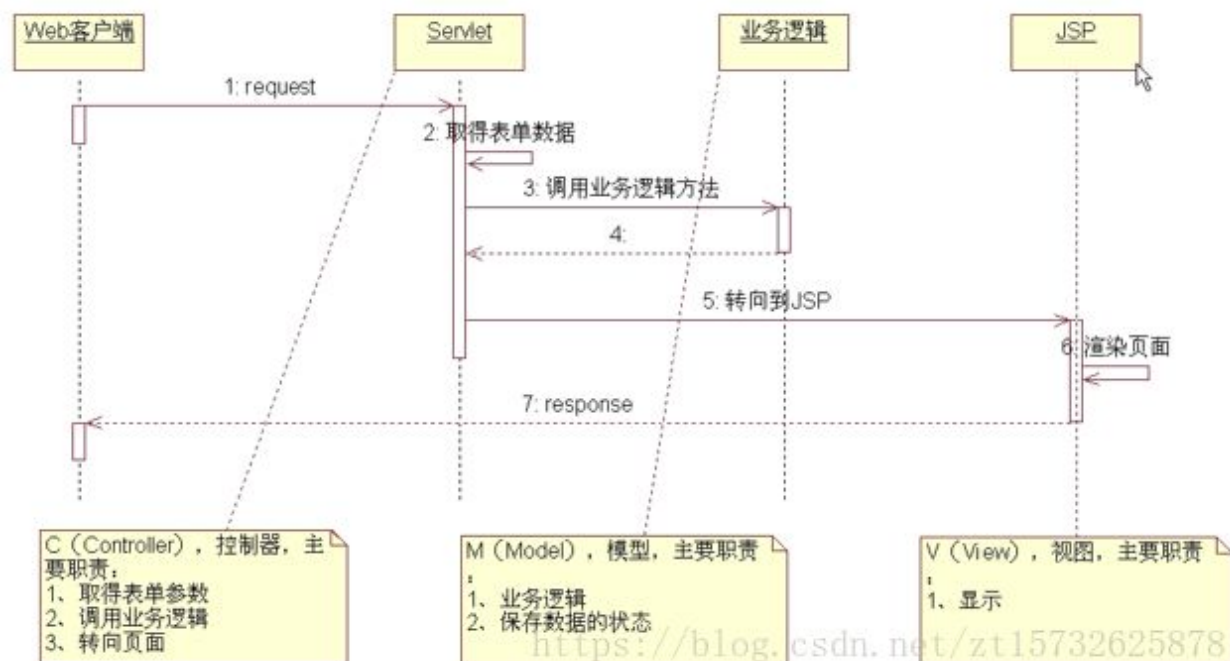 Web客户端
Servlet
业务逻辑
JSP
1: request
2: 取得表单数据
3: 调用业务逻辑方法
4:
5: 转向到JSP
6: 渲染页面
7: response
C（Controller），控制器，主
要职责：
1、取得表单参数
2、调用业务逻辑
3、转向页面
M（Model），模型，主要职责
：
1、业务逻辑
2、保存数据的状态
V（View），视图，主要职责
：
1、显示
https://blog.csdn.net/zt15732625878